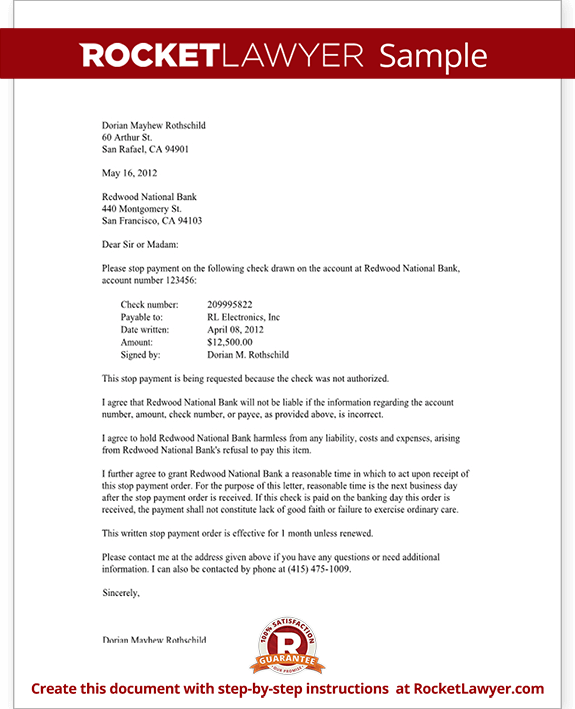 ROCKETLAWYER Sample
Dorian Mayhew Rothschild
60 Arthur St.
San Rafael, CA 94901
May 16, 2012
Redwood National Bank
440 Montgomery St.
San Francisco, CA 94103
Dear Sir or Madam:
Please stop payment on the following check drawn on the account at Redwood National Bank,
account number 123456:
Check number: 209995822
Payable to: RL Electronics, Inc
Date written: April 08, 2012
Amount: $12,500.00
Signed by: Dorian M. Rothschild
This stop payment is being requested because the check was not authorized.
I agree that Redwood National Bank will not be liable if the information regarding the account
number, amount, check number, or payee, as provided above, is incorrect.
I agree to hold Redwood National Bank harmless from any liability, costs and expenses, arising
from Redwood National Bank's refusal to pay this item.
I further agree to grant Redwood National Bank a reasonable time in which to act upon receipt of
this stop payment order. For the purpose of this letter, reasonable time is the next business day
after the stop payment order is received. If this check is paid on the banking day this order is
received, the payment shall not constitute lack of good faith or failure to exercise ordinary care.
This written stop payment order is effective for 1 month unless renewed.
Please contact me at the address given above if you have any questions or need additional
information. I can also be contacted by phone at (415) 475-1009.
Sincerely,
Dorian Mayhew Rothschild
100% SATISFACTION
R
GUARANTEE
OUR PROMISE
Create this document with step-by-step instructions at RocketLawyer.com